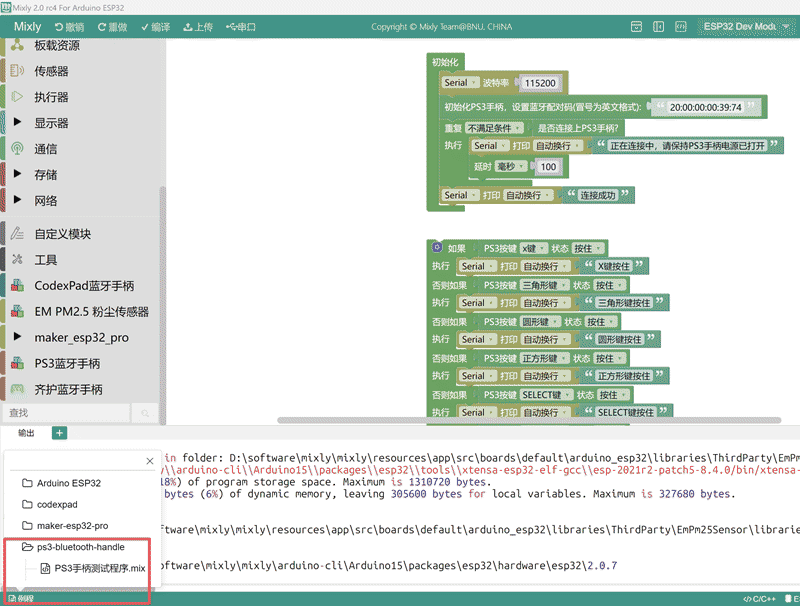 Mixly 2.0 rc4 For Arduino ESP32
Mixly 撤销 重做 编译 上传 串口 Copyright © Mixly Team@BNU, CHINA ESP32 Dev Modu
板载资源
传感器
执行器
显示器
通信
存储
网络
自定义模块
工具
CodexPad蓝牙手柄
EM PM2.5 粉尘传感器
maker_esp32_pro
PS3蓝牙手柄
齐护蓝牙手柄
查找
初始化
Serial 波特率 115200
初始化PS3手柄，设置蓝牙配对码(冒号为英文格式): “ 20:00:00:00:39:74 ”
重复 不满足条件 是否连接上PS3手柄?
执行 Serial 打印 自动换行 “ 正在连接中，请保持PS3手柄电源已打开 ”
延时 毫秒 100
Serial 打印 自动换行 “ 连接成功 ”
如果 PS3按键 x键 状态 按住
执行 Serial 打印 自动换行 “ X键按住 ”
否则如果 PS3按键 三角形键 状态 按住
执行 Serial 打印 自动换行 “ 三角形键按住 ”
否则如果 PS3按键 圆形键 状态 按住
执行 Serial 打印 自动换行 “ 圆形键按住 ”
否则如果 PS3按键 正方形键 状态 按住
执行 Serial 打印 自动换行 “ 正方形键按住 ”
否则如果 PS3按键 SELECT键 状态 按住
执行 Serial 打印 自动换行 “ SELECT键按住 ”
输出 +
in folder: D:\software\mixly\mixly\resources\app\src\boards\default\arduino_esp32\libraries\ThirdParty\EmPm
y\\arduino-cli\\Arduino15\\packages\\esp32\\tools\\xtensa-esp32-elf-gcc\\esp-2021r2-patch5-8.4.0/bin/xtensa-
18%) of program storage space. Maximum is 1310720 bytes.
bytes (6%) of dynamic memory, leaving 305600 bytes for local variables. Maximum is 327680 bytes.
oftware\mixly\mixly\resources\app\src\boards\default\arduino_esp32\libraries\ThirdParty\EmPm25Sensor\librarie
oftware\mixly\mixly\arduino-cli\Arduino15\packages\esp32\hardware\esp32\2.0.7
Arduino ESP32
codexpad
maker-esp32-pro
ps3-bluetooth-handle
PS3手柄测试程序.mix
例程
C/C++ ES